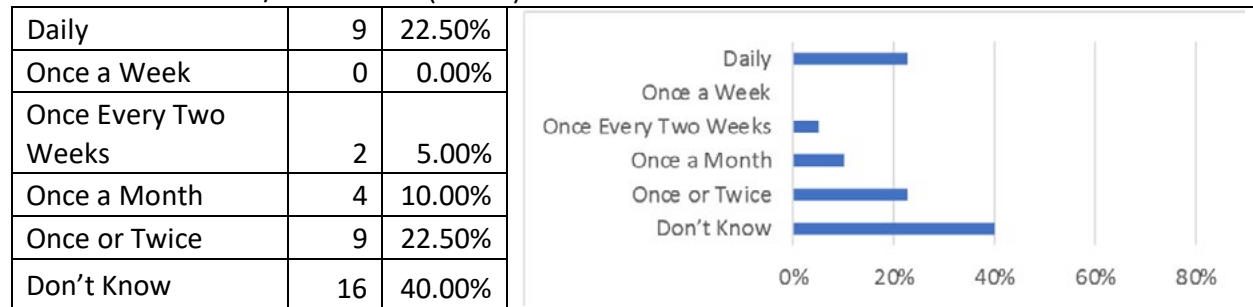 Daily 9 22.50%
Once a Week 0 0.00%
Once Every Two
Weeks 2 5.00%
Once a Month 4 10.00%
Once or Twice 9 22.50%
Don't Know 16 40.00%
Daily
Once a Week
Once Every Two Weeks
Once a Month
Once or Twice
Don't Know
0% 20% 40% 60% 80%